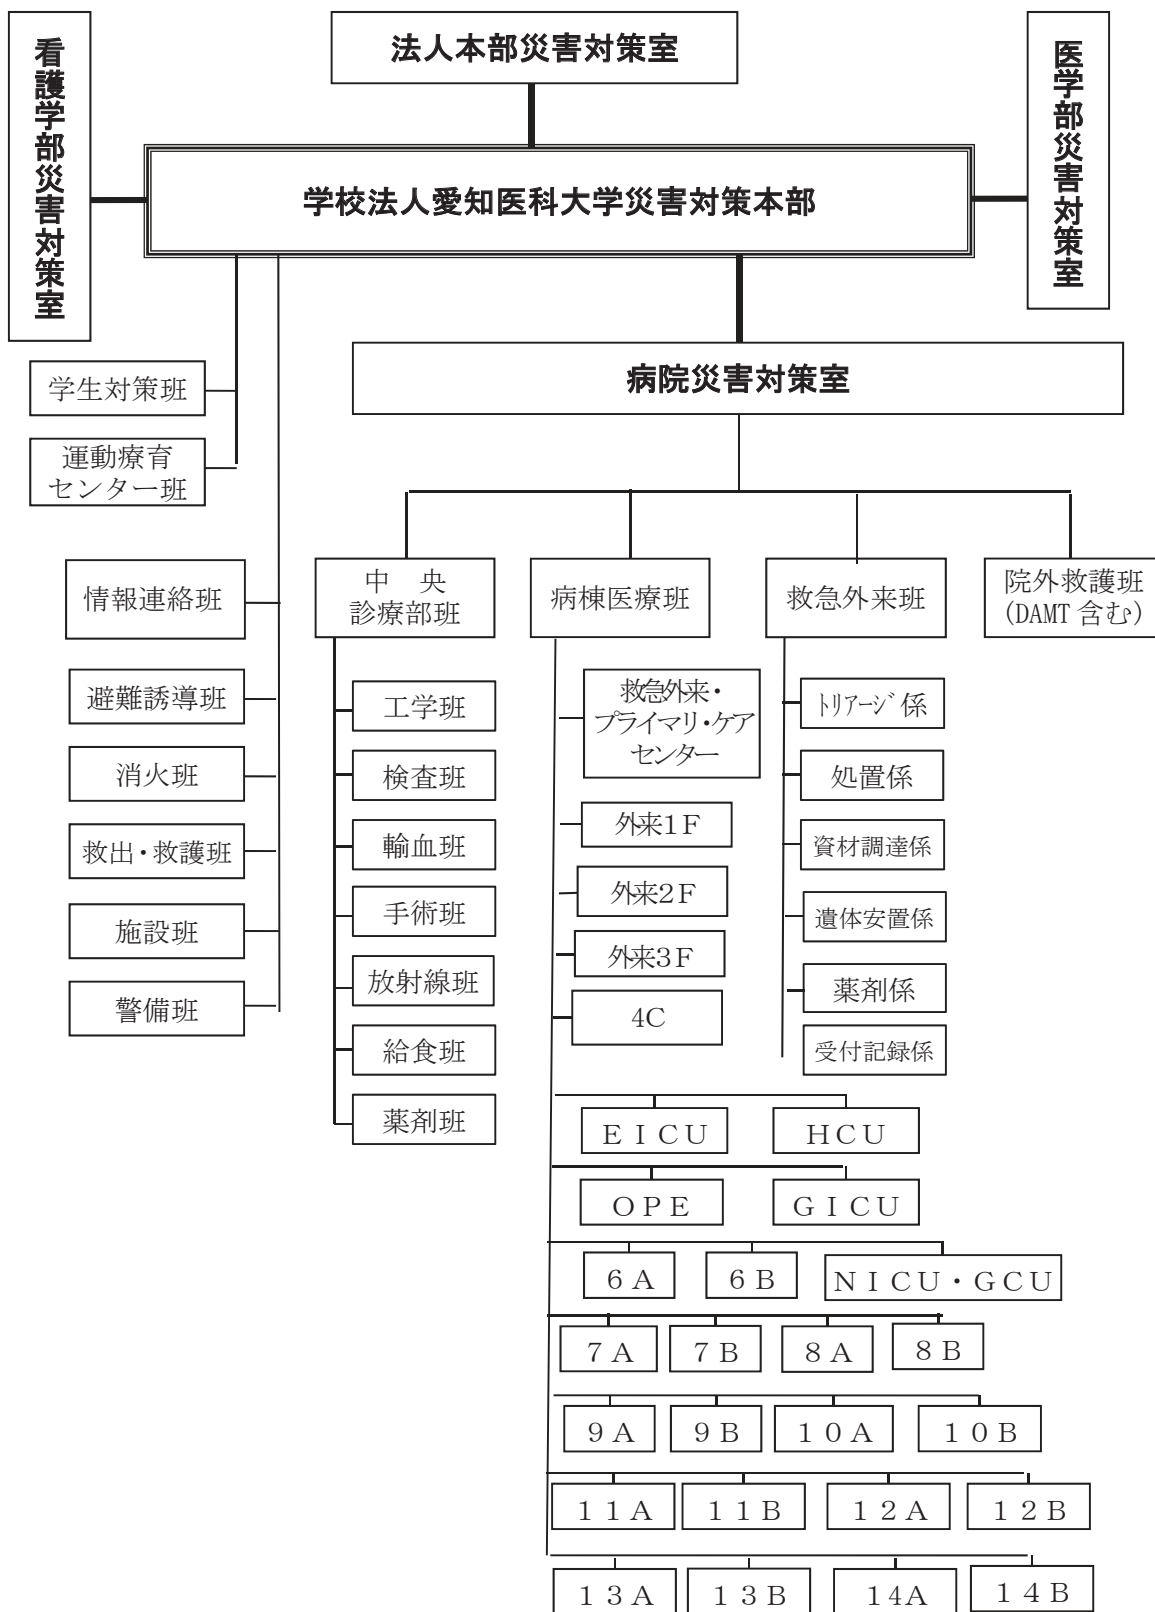 法人本部災害対策室
看護学部災害対策室
医学部災害対策室
学校法人愛知医科大学災害対策本部
病院災害対策室
学生対策班
運動療育
センター班
情報連絡班
避難誘導班
消火班
救出・救護班
施設班
警備班
中　央
診療部班
工学班
検査班
輸血班
手術班
放射線班
給食班
薬剤班
病棟医療班
救急外来・
プライマリ・ケア
センター
外来1F
外来2F
外来3F
4C
EICU
HCU
OPE
GICU
6A
6B
NICU・GCU
7A
7B
8A
8B
9A
9B
10A
10B
11A
11B
12A
12B
13A
13B
14A
14B
救急外来班
トリアージ係
処置係
資材調達係
遺体安置係
薬剤係
受付記録係
院外救護班
(DAMT含む)